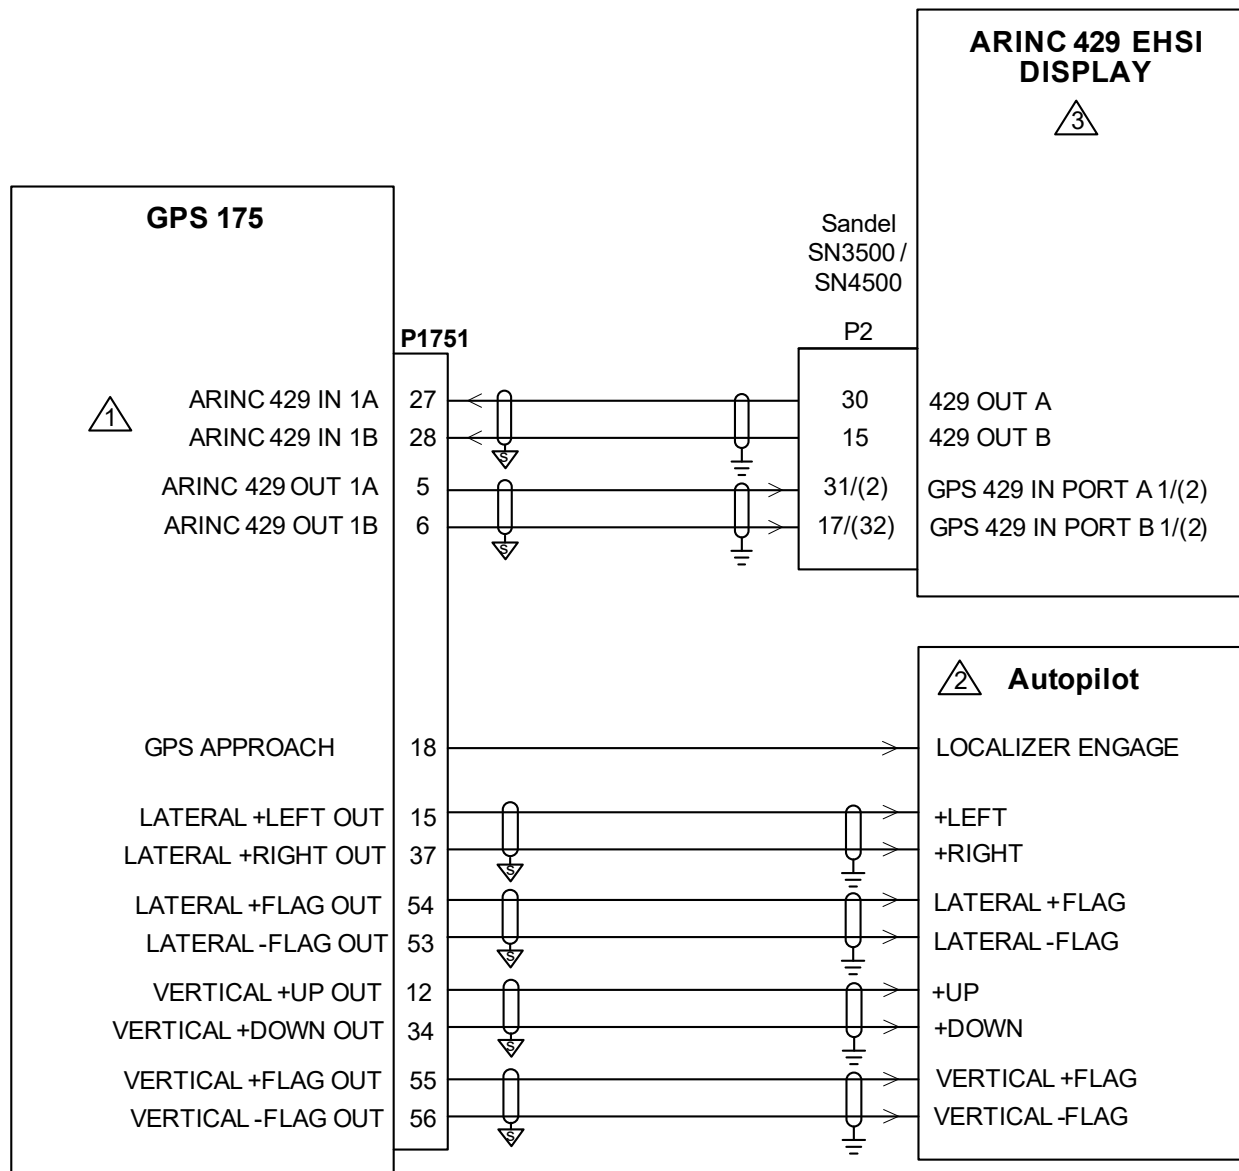 ARINC 429 EHSI
DISPLAY
3
GPS 175
Sandel
SN3500 /
SN4500
P1751
P2
1
ARINC 429 IN 1A 27 30 429 OUT A
ARINC 429 IN 1B 28 15 429 OUT B
S
ARINC 429 OUT 1A 5 31/(2) GPS 429 IN PORT A 1/(2)
ARINC 429 OUT 1B 6 17/(32) GPS 429 IN PORT B 1/(2)
S
2 Autopilot
GPS APPROACH 18 LOCALIZER ENGAGE
LATERAL +LEFT OUT 15 +LEFT
LATERAL +RIGHT OUT 37 +RIGHT
S
LATERAL +FLAG OUT 54 LATERAL +FLAG
LATERAL -FLAG OUT 53 LATERAL -FLAG
S
VERTICAL +UP OUT 12 +UP
VERTICAL +DOWN OUT 34 +DOWN
S
VERTICAL +FLAG OUT 55 VERTICAL +FLAG
VERTICAL -FLAG OUT 56 VERTICAL -FLAG
S